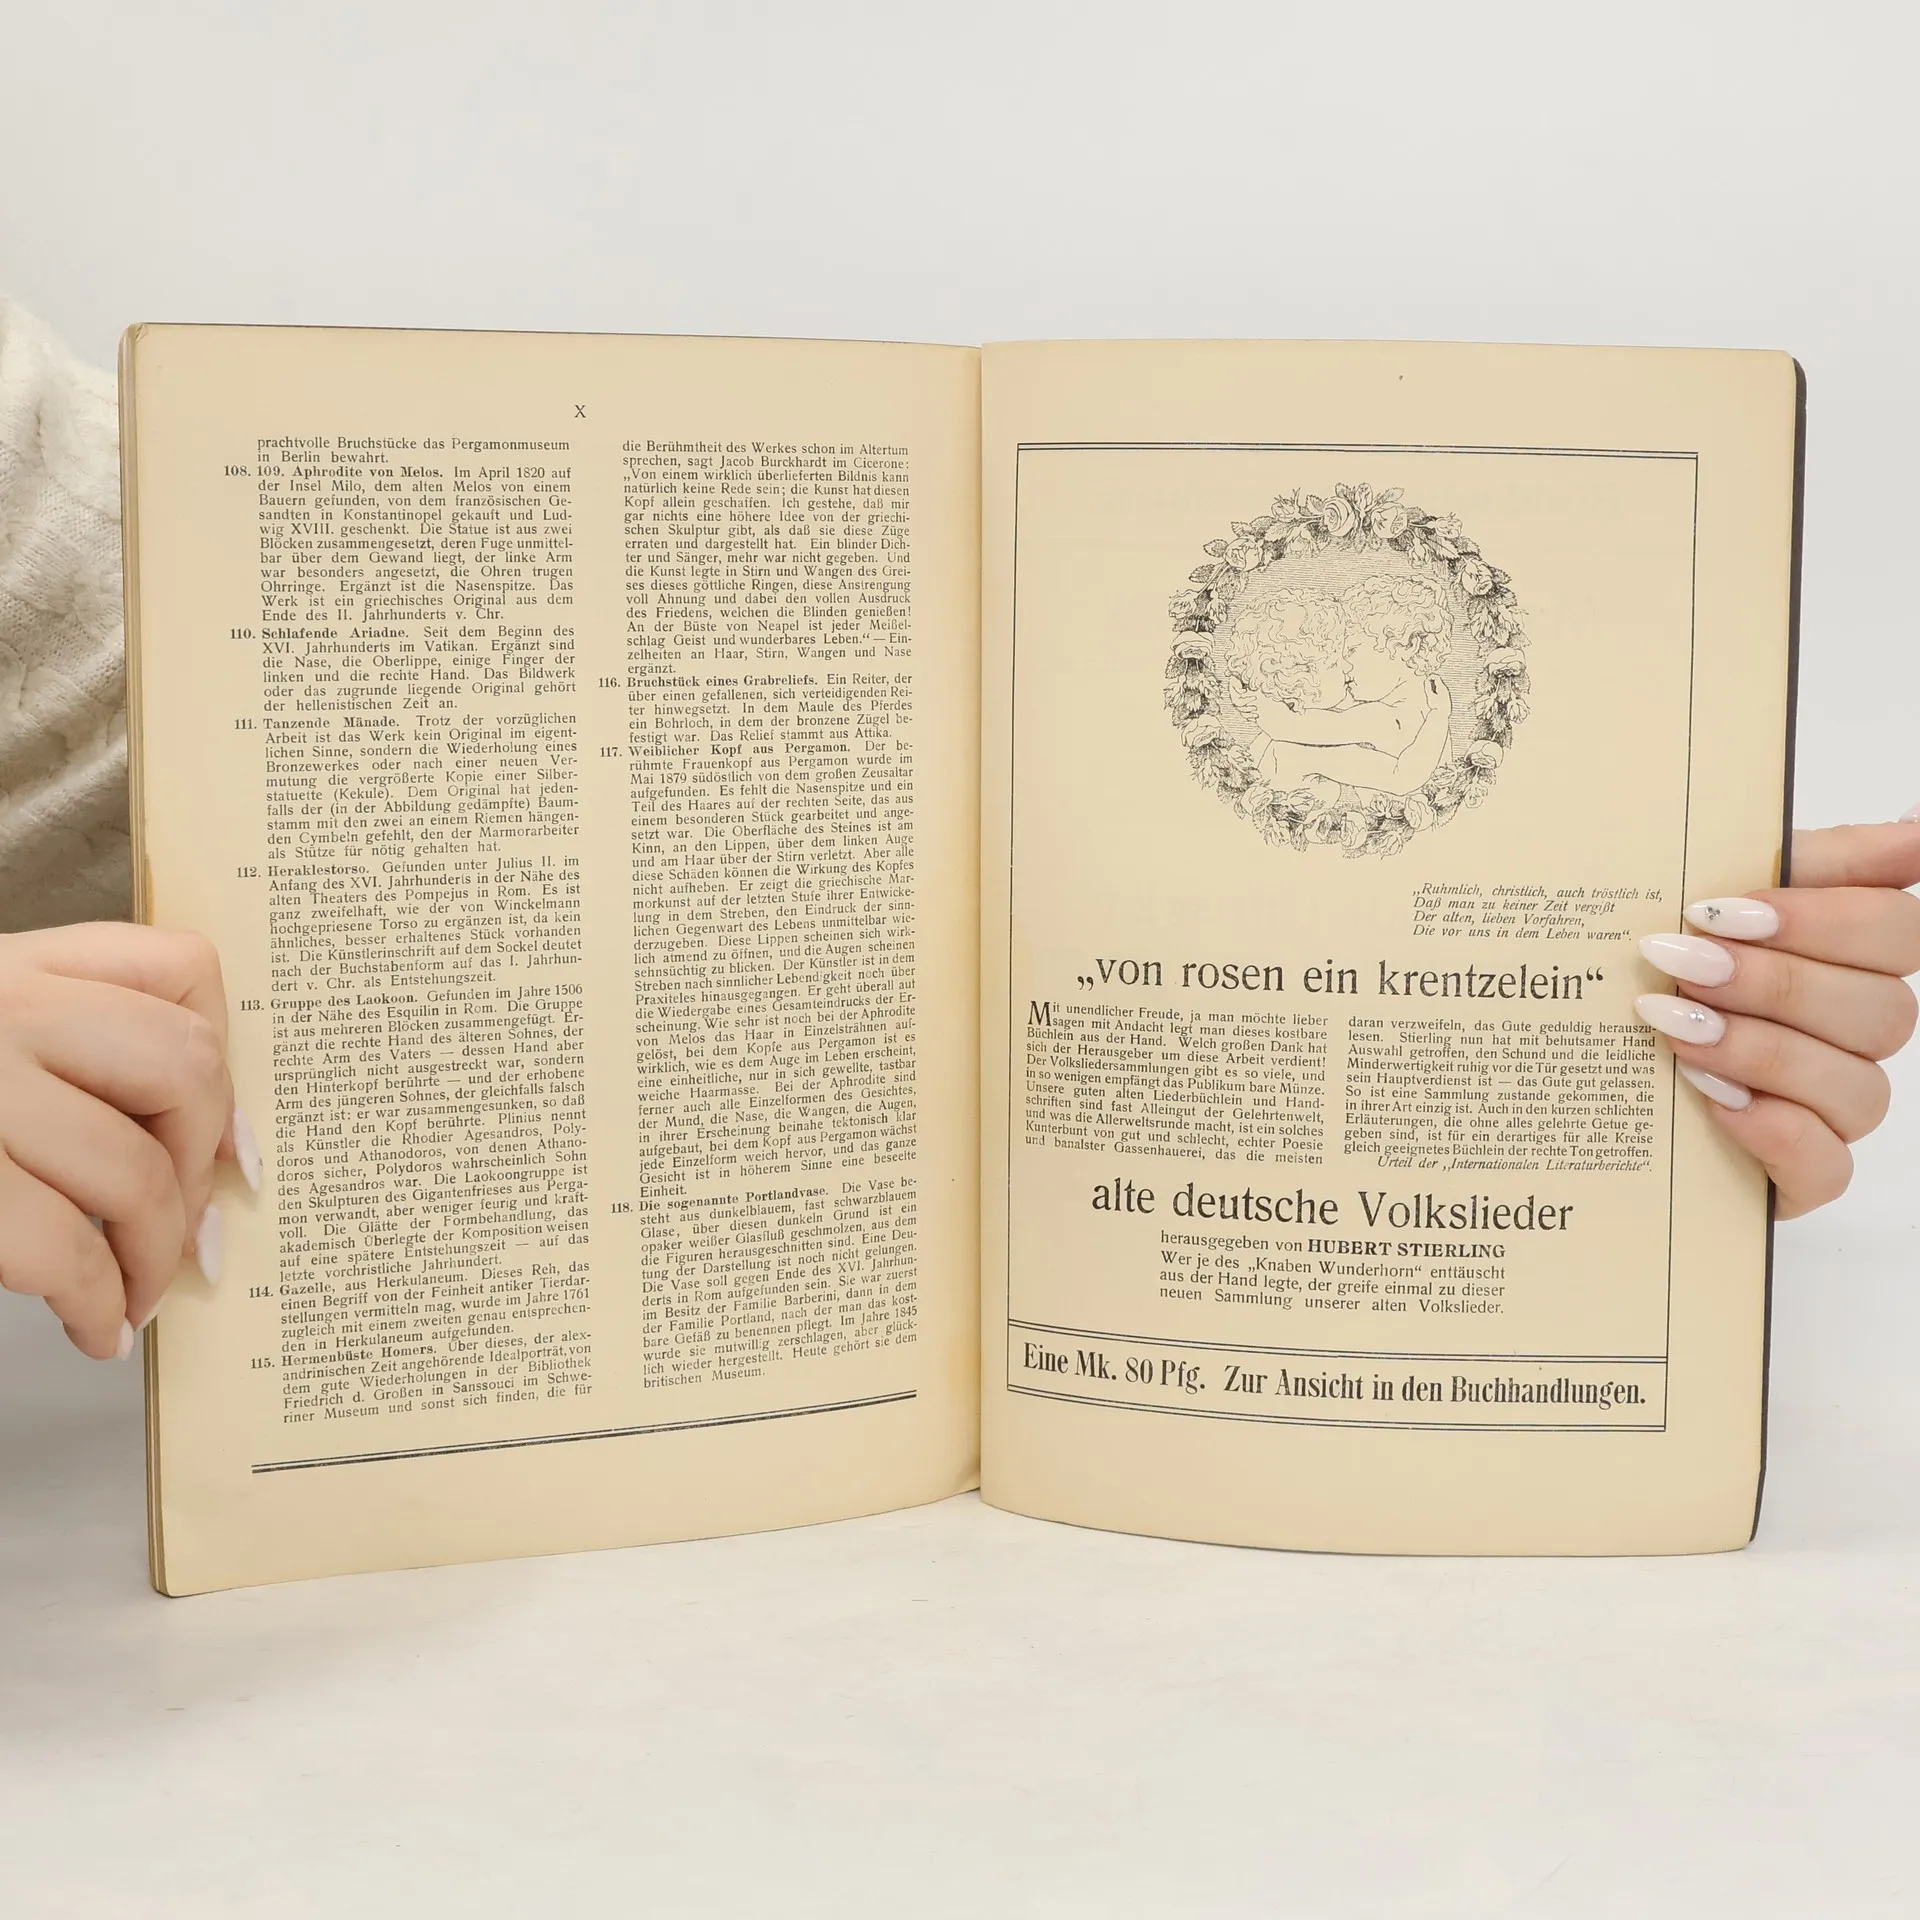 X
prachtvolle Bruchstücke das Pergamonmuseum
in Berlin bewahrt.
108. 109. Aphrodite von Melos. Im April 1820 auf
der Insel Milo, dem alten Melos von einem
Bauern gefunden, von dem französischen Ge-
sandten in Konstantinopel gekauft und Lud-
wig XVIII. geschenkt. Die Statue ist aus zwei
Blöcken zusammengesetzt, deren Fuge unmittel-
bar über dem Gewand liegt, der linke Arm
war besonders angesetzt, die Ohren trugen
Ohrringe. Ergänzt ist die Nasenspitze. Das
Werk ist ein griechisches Original aus dem
Ende des II. Jahrhunderts v. Chr.
110. Schlafende Ariadne. Seit dem Beginn des
XVI. Jahrhunderts im Vatikan. Ergänzt sind
die Nase, die Oberlippe, einige Finger der
linken und die rechte Hand. Das Bildwerk
oder das zugrunde liegende Original gehört
der hellenistischen Zeit an.
111. Tanzende Mänade. Trotz der vorzüglichen
Arbeit ist das Werk kein Original im eigent-
lichen Sinne, sondern die Wiederholung eines
Bronzewerkes oder nach einer neuen Ver-
mutung die vergrößerte Kopie einer Silber-
statuette (Kekule). Dem Original hat jeden-
falls der (in der Abbildung gedämpfte) Baum-
stamm mit den zwei an einem Riemen hängen-
den Cymbeln gefehlt, den der Marmorarbeiter
als Stütze für nötig gehalten hat.
112. Heraklestorso. Gefunden unter Julius II. im
Anfang des XVI. Jahrhunderts in der Nähe des
alten Theaters des Pompejus in Rom. Es ist
ganz zweifelhaft, wie der von Winckelmann
hochgepriesene Torso zu ergänzen ist, da kein
ähnliches, besser erhaltenes Stück vorhanden
ist. Die Künstlerinschrift auf dem Sockel deutet
nach der Buchstabenform auf das I. Jahrhun-
dert v. Chr. als Entstehungszeit.
113. Gruppe des Laokoon. Gefunden im Jahre 1506
in der Nähe des Esquilin in Rom. Die Gruppe
ist aus mehreren Blöcken zusammengefügt. Er-
gänzt die rechte Hand des älteren Sohnes, der
rechte Arm des Vaters — dessen Hand aber
ursprünglich nicht ausgestreckt war, sondern
den Hinterkopf berührte — und der erhobene
Arm des jüngeren Sohnes, der gleichfalls falsch
ergänzt ist: er war zusammengesunken, so daß
die Hand den Kopf berührte. Plinius nennt
als Künstler die Rhodier Agesandros, Poly-
doros und Athanodoros, von denen Athano-
doros sicher, Polydoros wahrscheinlich Sohn
des Agesandros war. Die Laokoongruppe ist
den Skulpturen des Gigantenfrieses aus Perga-
mon verwandt, aber weniger feurig und kraft-
voll. Die Glätte der Formbehandlung, das
akademisch Überlegte der Komposition weisen
auf eine spätere Entstehungszeit — auf das
letzte vorchristliche Jahrhundert.
114. Gazelle, aus Herkulaneum. Dieses Reh, das
einen Begriff von der Feinheit antiker Tierdar-
stellungen vermitteln mag, wurde im Jahre 1761
zugleich mit einem zweiten genau entsprechen-
den in Herkulaneum aufgefunden.
115. Hermenbüste Homers. Über dieses, der alex-
andrinischen Zeit angehörende Idealporträt, von
dem gute Wiederholungen in der Bibliothek
Friedrich d. Großen in Sanssouci im Schwe-
riner Museum und sonst sich finden, die für
die Berühmtheit des Werkes schon im Altertum
sprechen, sagt Jacob Burckhardt im Cicerone:
„Von einem wirklich überlieferten Bildnis kann
natürlich keine Rede sein; die Kunst hat diesen
Kopf allein geschaffen. Ich gestehe, daß mir
gar nichts eine höhere Idee von der griechi-
schen Skulptur gibt, als daß sie diese Züge
erraten und dargestellt hat. Ein blinder Dich-
ter und Sänger, mehr war nicht gegeben. Und
die Kunst legte in Stirn und Wangen des Grei-
ses dieses göttliche Ringen, diese Anstrengung
voll Ahnung und dabei den vollen Ausdruck
des Friedens, welchen die Blinden genießen!
An der Büste von Neapel ist jeder Meißel-
schlag Geist und wunderbares Leben.“ — Ein-
zelheiten an Haar, Stirn, Wangen und Nase
ergänzt.
116. Bruchstück eines Grabreliefs. Ein Reiter, der
über einen gefallenen, sich verteidigenden Rei-
ter hinwegsetzt. In dem Maule des Pferdes
ein Bohrloch, in dem der bronzene Zügel be-
festigt war. Das Relief stammt aus Attika.
117. Weiblicher Kopf aus Pergamon. Der be-
rühmte Frauenkopf aus Pergamon wurde im
Mai 1879 südöstlich von dem großen Zeusaltar
aufgefunden. Es fehlt die Nasenspitze und ein
Teil des Haares auf der rechten Seite, das aus
einem besonderen Stück gearbeitet und ange-
setzt war. Die Oberfläche des Steines ist am
Kinn, an den Lippen, über dem linken Auge
und am Haar über der Stirn verletzt. Aber alle
diese Schäden können die Wirkung des Kopfes
nicht aufheben. Er zeigt die griechische Mar-
morkunst auf der letzten Stufe ihrer Entwicke-
lung in dem Streben, den Eindruck der sinn-
lichen Gegenwart des Lebens unmittelbar wie-
derzugeben. Diese Lippen scheinen sich wirk-
lich atmend zu öffnen, und die Augen scheinen
sehnsüchtig zu blicken. Der Künstler ist in dem
Streben nach sinnlicher Lebendigkeit noch über
Praxiteles hinausgegangen. Er geht überall auf
die Wiedergabe eines Gesamteindrucks der Er-
scheinung. Wie sehr ist noch bei der Aphrodite
von Melos das Haar in Einzelsträhnen auf-
gelöst, bei dem Kopfe aus Pergamon ist es
wirklich, wie es dem Auge im Leben erscheint,
eine einheitliche, nur in sich gewellte, tastbar
weiche Haarmasse. Bei der Aphrodite sind
ferner auch alle Einzelformen des Gesichtes,
der Mund, die Nase, die Wangen, die Augen,
in ihrer Erscheinung beinahe tektonisch klar
aufgebaut, bei dem Kopf aus Pergamon wächst
jede Einzelform weich hervor, und das ganze
Gesicht ist in höherem Sinne eine beseelte
Einheit.
118. Die sogenannte Portlandvase. Die Vase be-
steht aus dunkelblauem, fast schwarzblauem
Glase, über diesen dunkeln Grund ist ein
opaker weißer Glasfluß geschmolzen, aus dem
die Figuren herausgeschnitten sind. Eine Deu-
tung der Darstellung ist noch nicht gelungen.
Die Vase soll gegen Ende des XVI. Jahrhun-
derts in Rom aufgefunden sein. Sie war zuerst
im Besitz der Familie Barberini, dann in dem
der Familie Portland, nach der man das kost-
bare Gefäß zu benennen pflegt. Im Jahre 1845
wurde sie mutwillig zerschlagen, aber glück-
lich wieder hergestellt. Heute gehört sie dem
britischen Museum.
„Ruhmlich, christlich, auch tröstlich ist,
Daß man zu keiner Zeit vergißt
Der alten, lieben Vorfahren,
Die vor uns in dem Leben waren“.
„von rosen ein krentzelein“
Mit unendlicher Freude, ja man möchte lieber
sagen mit Andacht legt man dieses kostbare
Büchlein aus der Hand. Welch großen Dank hat
sich der Herausgeber um diese Arbeit verdient!
Der Volksliedersammlungen gibt es so viele, und
in so wenigen empfängt das Publikum bare Münze.
Unsere guten alten Liederbüchlein und Hand-
schriften sind fast Alleingut der Gelehrtenwelt,
und was die Allerweltsrunde macht, ist ein solches
Kunterbunt von gut und schlecht, echter Poesie
und banalster Gassenhauerei, das die meisten
daran verzweifeln, das Gute geduldig herauszu-
lesen. Stierling nun hat mit behutsamer Hand
Auswahl getroffen, den Schund und die leidliche
Minderwertigkeit ruhig vor die Tür gesetzt und was
sein Hauptverdienst ist — das Gute gut gelassen.
So ist eine Sammlung zustande gekommen, die
in ihrer Art einzig ist. Auch in den kurzen schlichten
Erläuterungen, die ohne alles gelehrte Getue ge-
geben sind, ist für ein derartiges für alle Kreise
gleich geeignetes Büchlein der rechte Ton getroffen.
Urteil der „Internationalen Literaturberichte“.
alte deutsche Volkslieder
herausgegeben von HUBERT STIERLING
Wer je des „Knaben Wunderhorn“ enttäuscht
aus der Hand legte, der greife einmal zu dieser
neuen Sammlung unserer alten Volkslieder.
Eine Mk. 80 Pfg. Zur Ansicht in den Buchhandlungen.